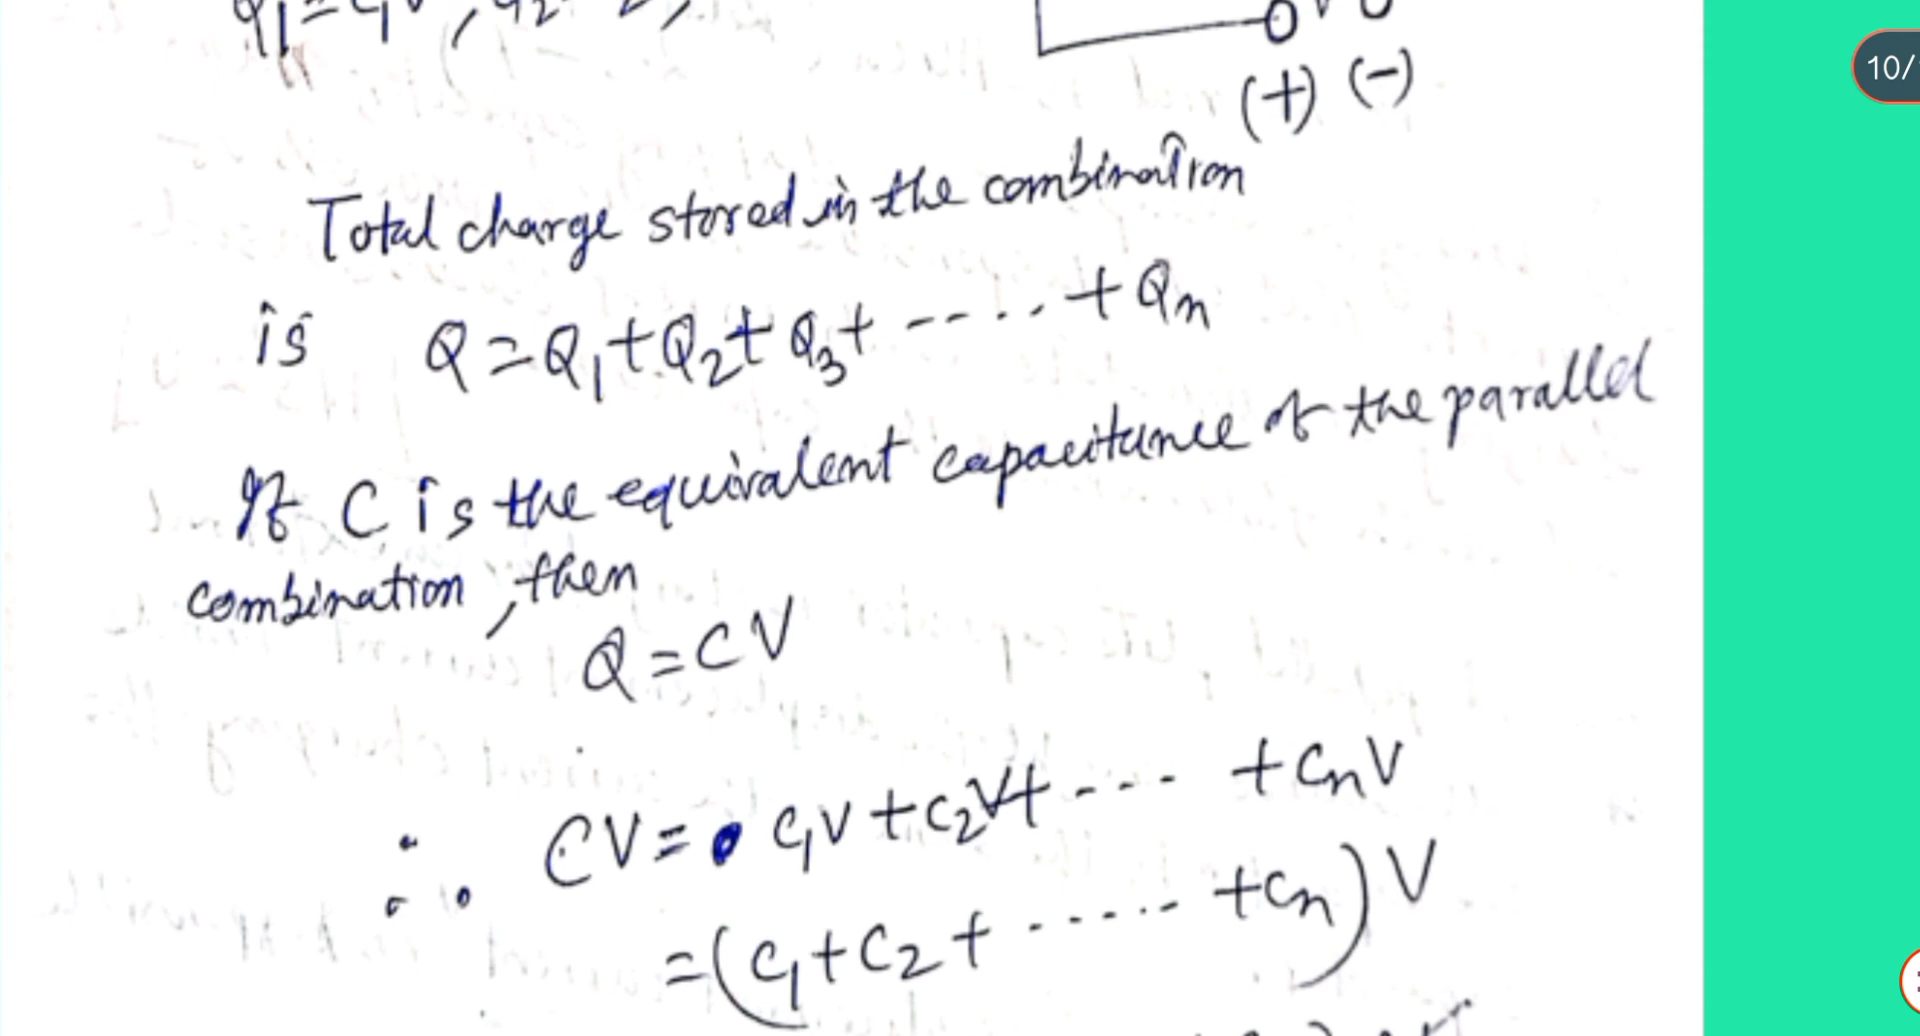 (+) (-)
Total charge stored in the combination
is Q = Q₁ + Q₂ + Q₃ + ---... + Qn
If C is the equivalent capacitance of the parallel
combination, then
Q = CV
∴ CV = C₁V + C₂V + --- + CnV
= (C₁ + C₂ + ------ + Cn) V
10/